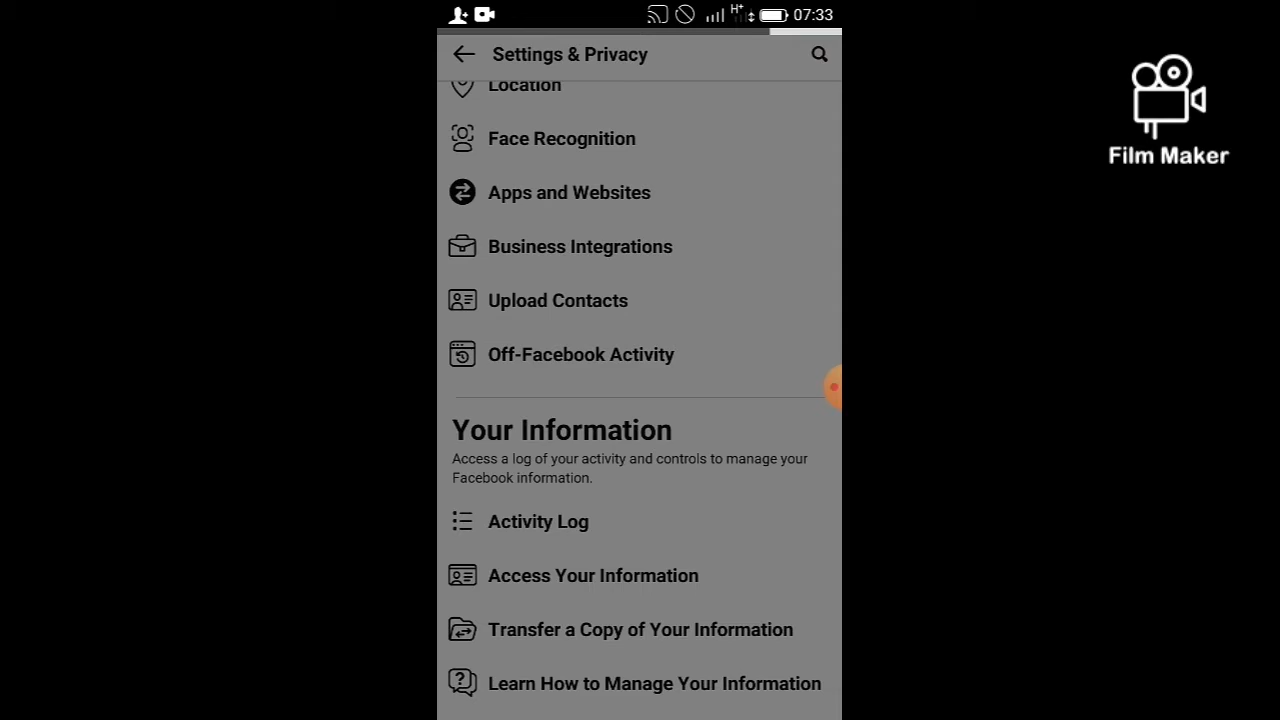 H+ 07:33
Settings & Privacy
Location
Face Recognition
Apps and Websites
Business Integrations
Upload Contacts
Off-Facebook Activity
Your Information
Access a log of your activity and controls to manage your
Facebook information.
Activity Log
Access Your Information
Transfer a Copy of Your Information
Learn How to Manage Your Information
Film Maker